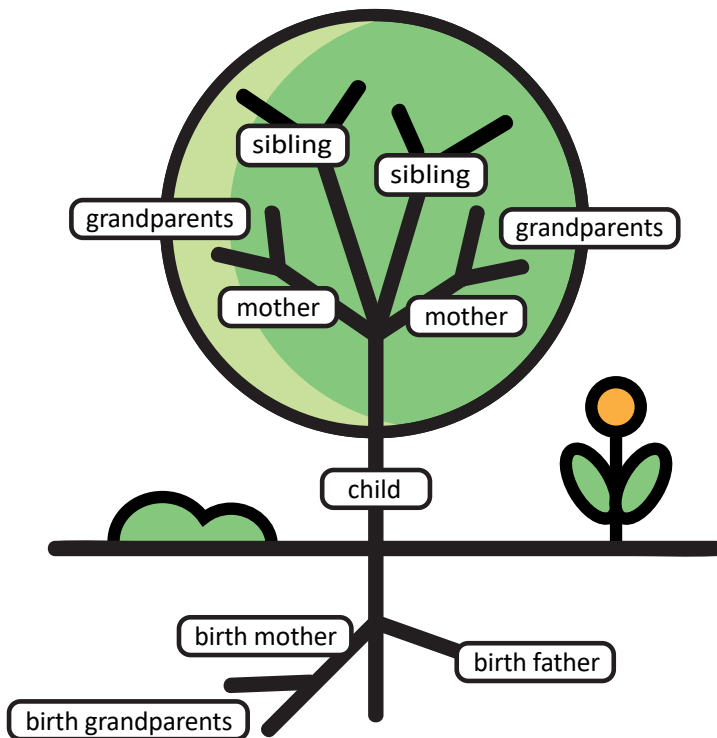 sibling
sibling
grandparents
grandparents
mother
mother
child
birth mother
birth father
birth grandparents